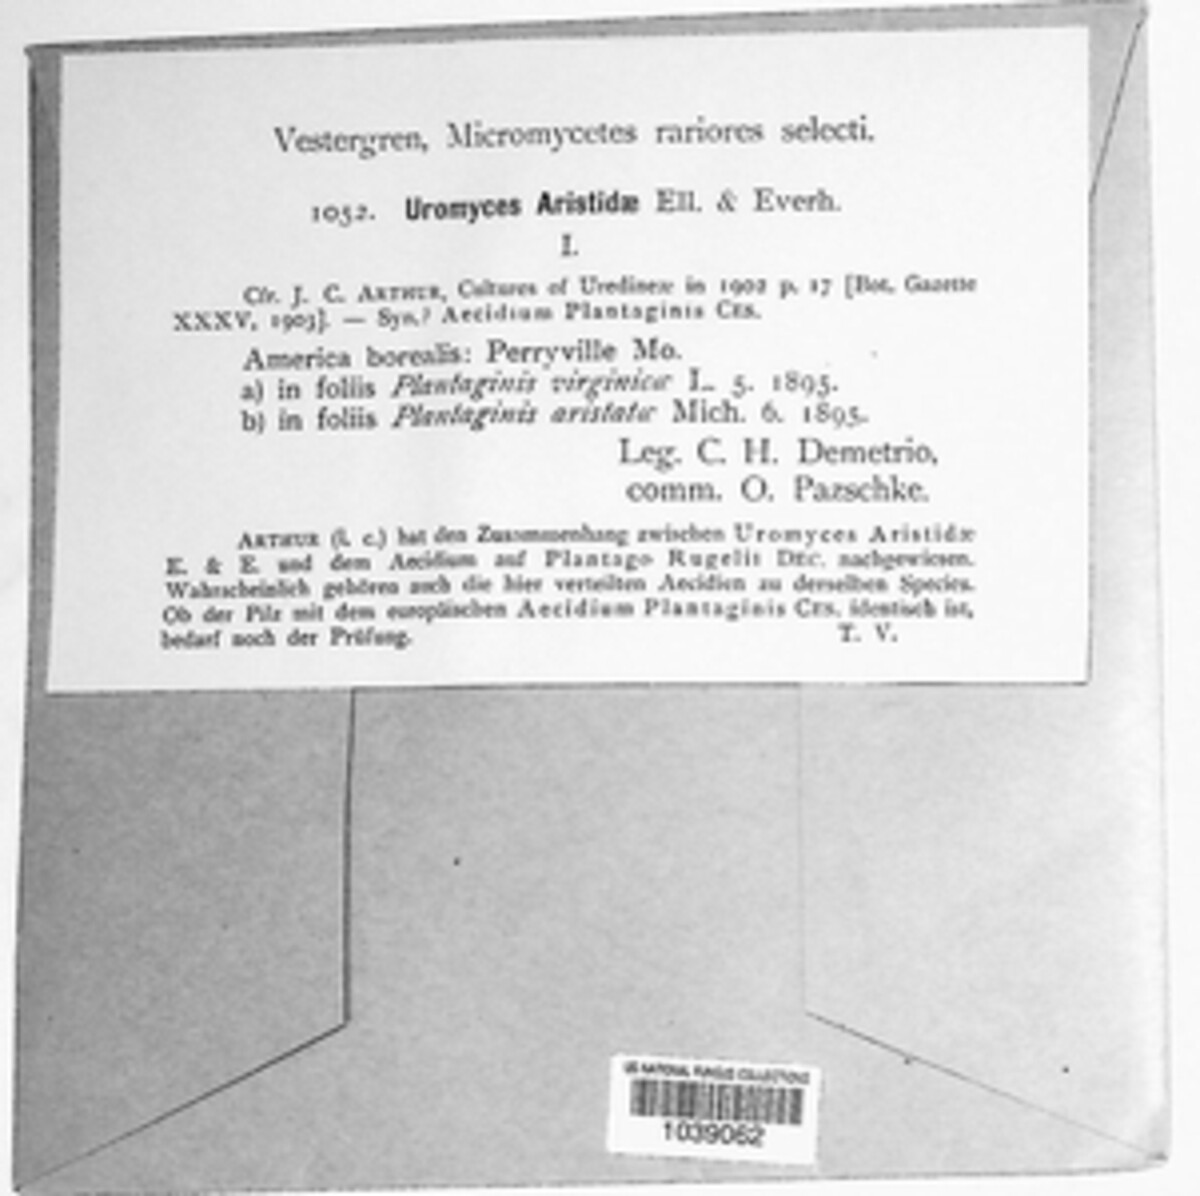 Vestergren, Micromycetes rariores selecti.
1052. Uromyces Aristidæ Ell. & Everh.
I.
Cfr. J. C. ARTHUR, Cultures of Uredineæ in 1902 p. 17 [Bot. Gazette
XXXV, 1903]. — Syn.? Aecidium Plantaginis CES.
America borealis: Perryville Mo.
a) in foliis Plantaginis virginicæ L. 5. 1895.
b) in foliis Plantaginis aristatæ Mich. 6. 1895.
Leg. C. H. Demetrio,
comm. O. Pazschke.
ARTHUR (l. c.) hat den Zusammenhang zwischen Uromyces Aristidæ
E. & E. und dem Aecidium auf Plantago Rugelii DEC. nachgewiesen.
Wahrscheinlich gehören auch die hier verteilten Aecidien zu derselben Species.
Ob der Pilz mit dem europäischen Aecidium Plantaginis CES. identisch ist,
bedarf noch der Prüfung. T. V.
US NATIONAL FUNGUS COLLECTIONS
1039062